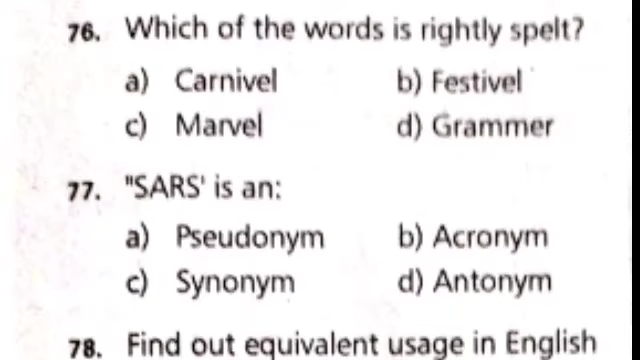 76. Which of the words is rightly spelt?
a) Carnivel b) Festivel
c) Marvel d) Grammer
77. "SARS' is an:
a) Pseudonym b) Acronym
c) Synonym d) Antonym
78. Find out equivalent usage in English